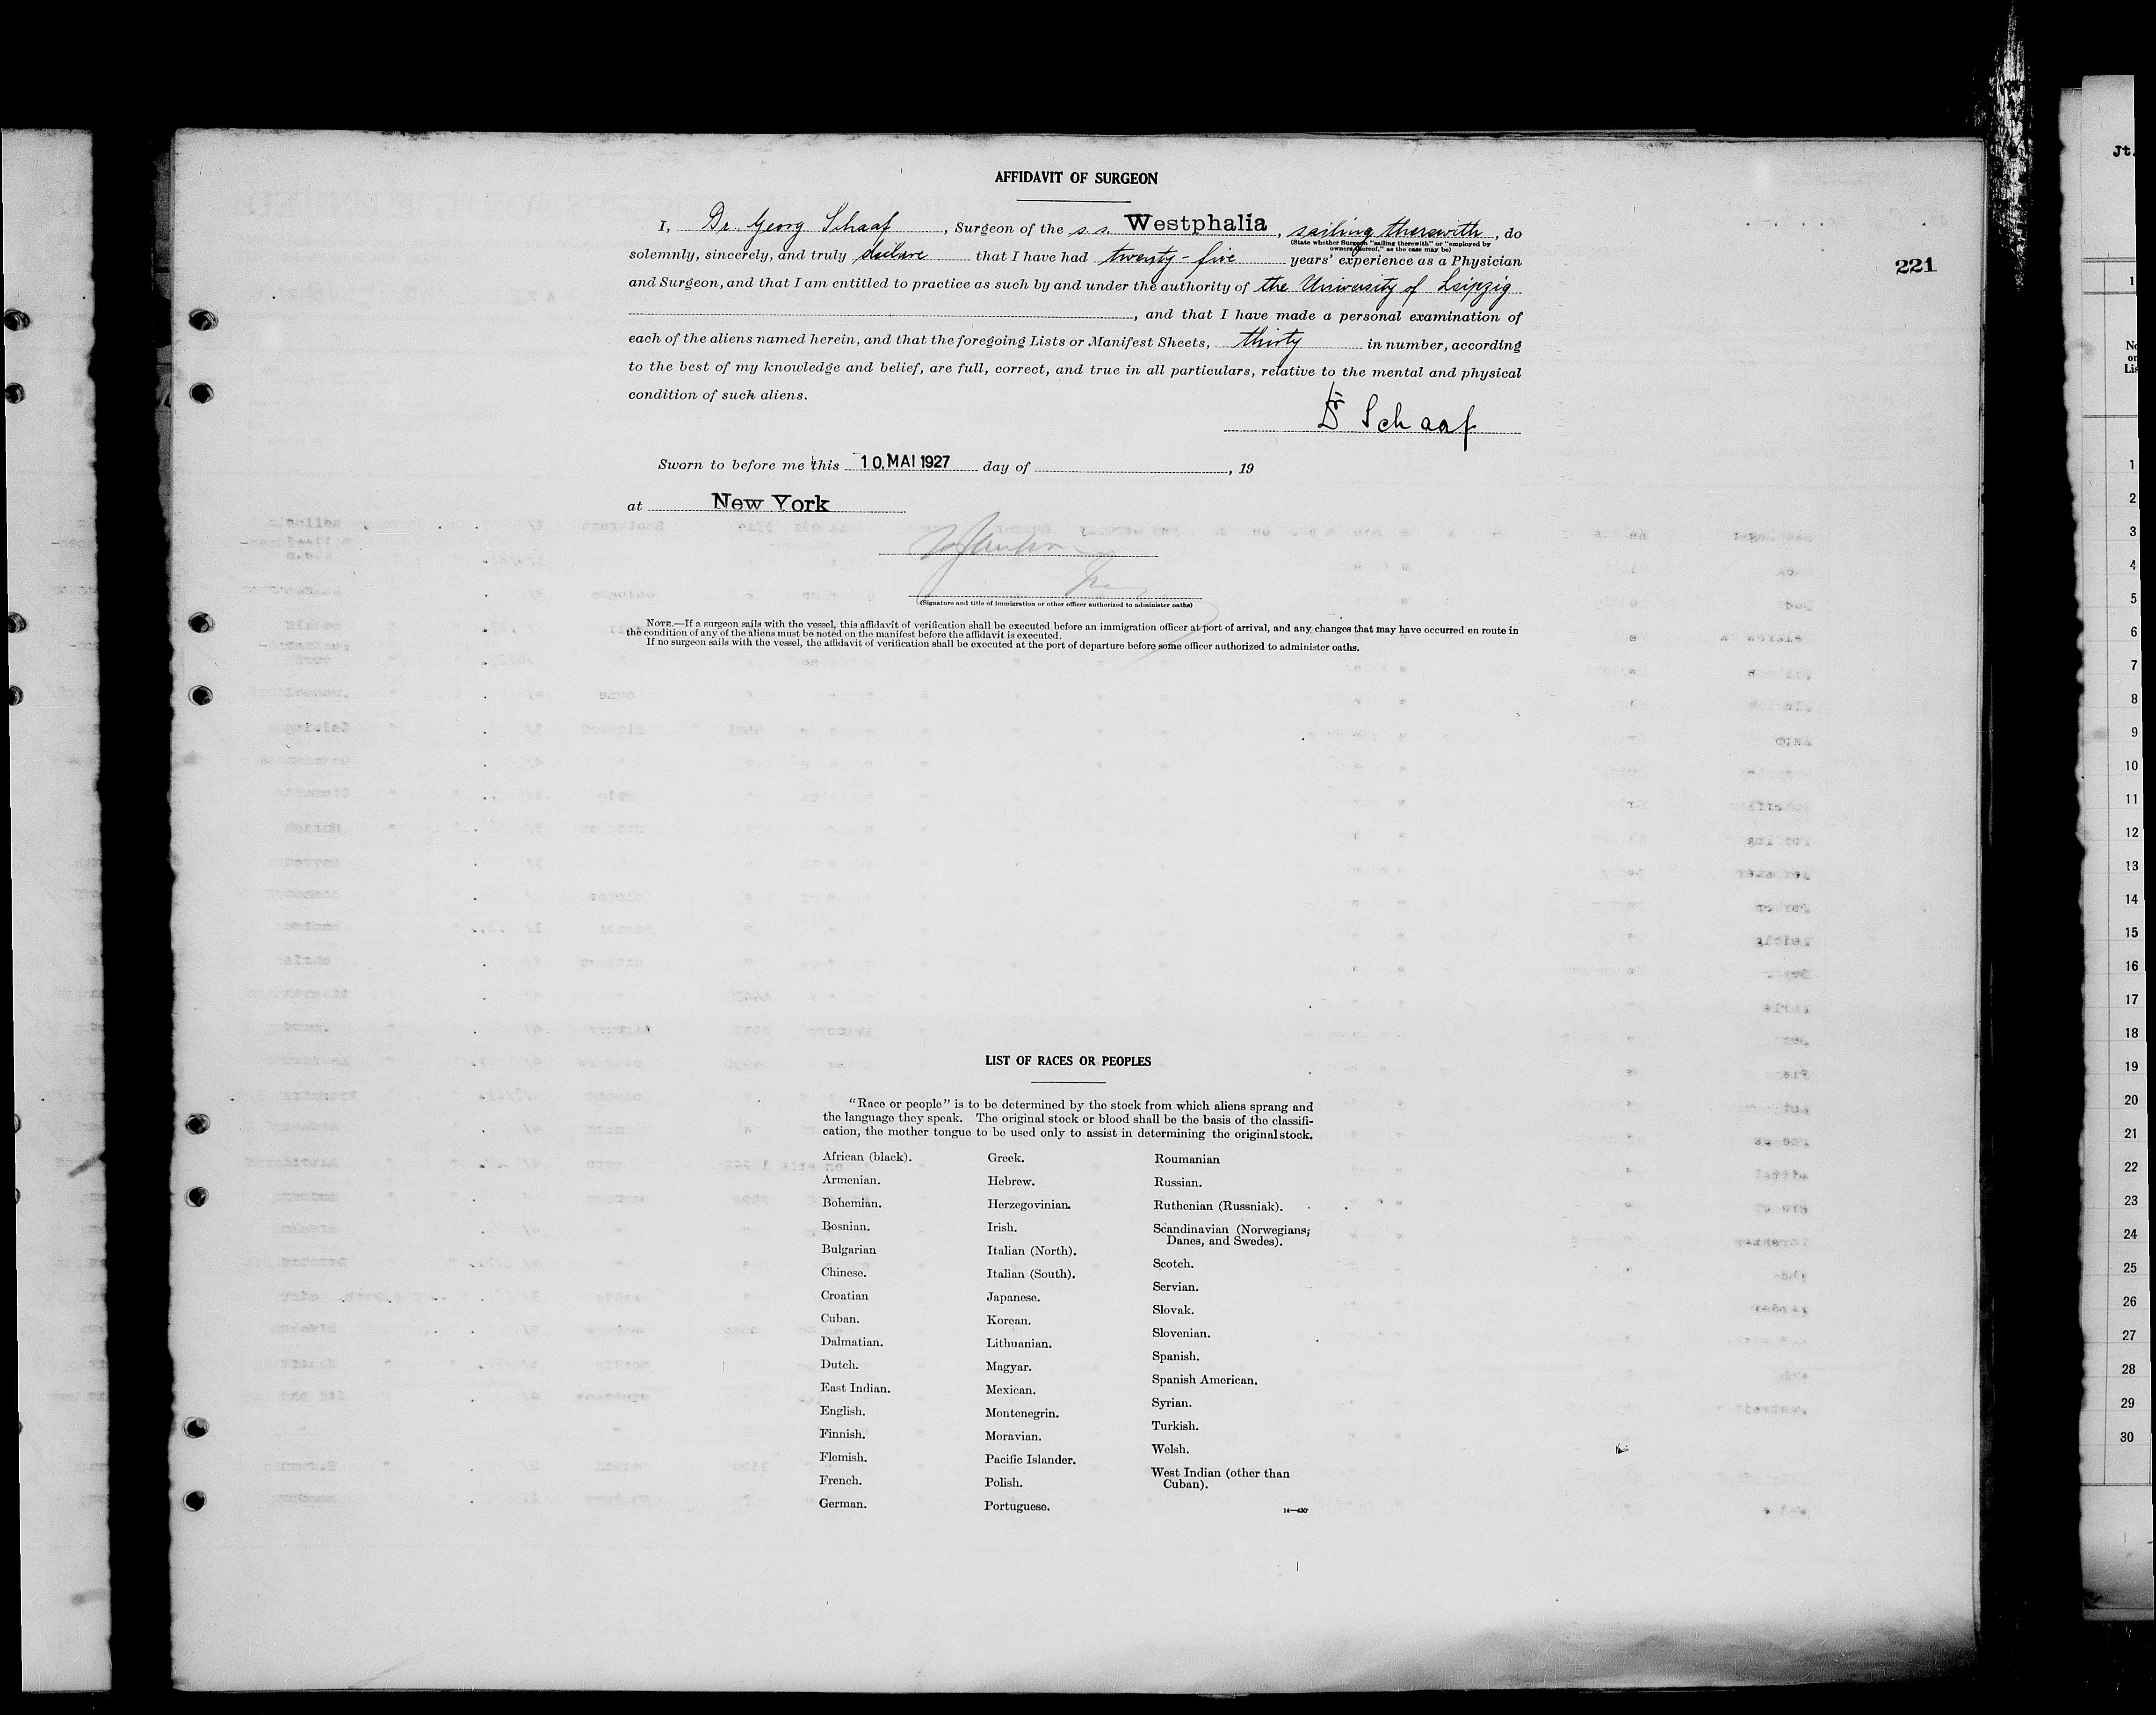 AFFIDAVIT OF SURGEON
I, Dr. Georg Schaaf, Surgeon of the s.s. Westphalia, sailing therewith, do
(State whether Surgeon "sailing therewith" or "employed by
owners thereof," as the case may be)
solemnly, sincerely, and truly declare that I have had twenty-five years' experience as a Physician
221
and Surgeon, and that I am entitled to practice as such by and under the authority of the University of Leipzig
, and that I have made a personal examination of
each of the aliens named herein, and that the foregoing Lists or Manifest Sheets, thirty in number, according
to the best of my knowledge and belief, are full, correct, and true in all particulars, relative to the mental and physical
condition of such aliens.
Dr Schaaf
Sworn to before me this 10. MAI 1927 day of , 19
at New York
(Signature and title of immigration or other officer authorized to administer oaths)
NOTE.—If a surgeon sails with the vessel, this affidavit of verification shall be executed before an immigration officer at port of arrival, and any changes that may have occurred en route in
the condition of any of the aliens must be noted on the manifest before the affidavit is executed.
If no surgeon sails with the vessel, the affidavit of verification shall be executed at the port of departure before some officer authorized to administer oaths.
LIST OF RACES OR PEOPLES
"Race or people" is to be determined by the stock from which aliens sprang and
the language they speak. The original stock or blood shall be the basis of the classifi-
cation, the mother tongue to be used only to assist in determining the original stock.
African (black).
Armenian.
Bohemian.
Bosnian.
Bulgarian
Chinese.
Croatian
Cuban.
Dalmatian.
Dutch.
East Indian.
English.
Finnish.
Flemish.
French.
German.
Greek.
Hebrew.
Herzegovinian.
Irish.
Italian (North).
Italian (South).
Japanese.
Korean.
Lithuanian.
Magyar.
Mexican.
Montenegrin.
Moravian.
Pacific Islander.
Polish.
Portuguese.
Roumanian
Russian.
Ruthenian (Russniak).
Scandinavian (Norwegians,
Danes, and Swedes).
Scotch.
Servian.
Slovak.
Slovenian.
Spanish.
Spanish American.
Syrian.
Turkish.
Welsh.
West Indian (other than
Cuban).
Jt.
1
No
on
Lis
1
2
3
4
5
6
7
8
9
10
11
12
13
14
15
16
17
18
19
20
21
22
23
24
25
26
27
28
29
30